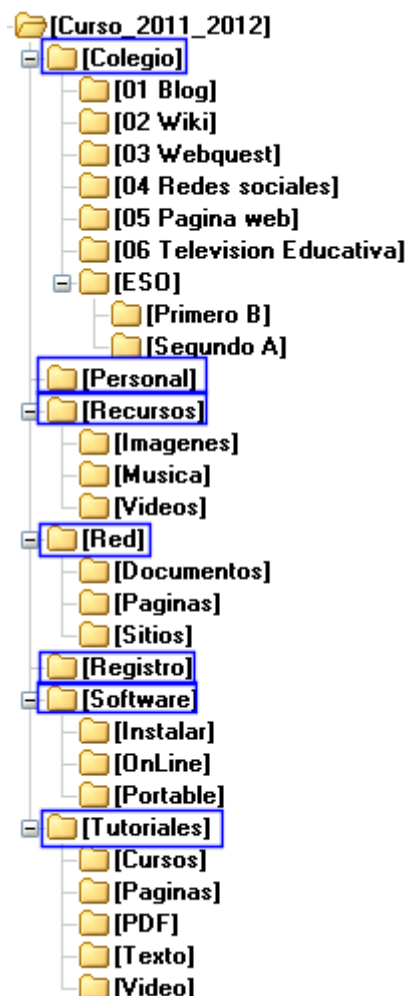 [Curso_2011_2012]
[Colegio]
[01 Blog]
[02 Wiki]
[03 Webquest]
[04 Redes sociales]
[05 Pagina web]
[06 Television Educativa]
[ESO]
[Primero B]
[Segundo A]
[Personal]
[Recursos]
[Imagenes]
[Musica]
[Videos]
[Red]
[Documentos]
[Paginas]
[Sitios]
[Registro]
[Software]
[Instalar]
[OnLine]
[Portable]
[Tutoriales]
[Cursos]
[Paginas]
[PDF]
[Texto]
[Video]